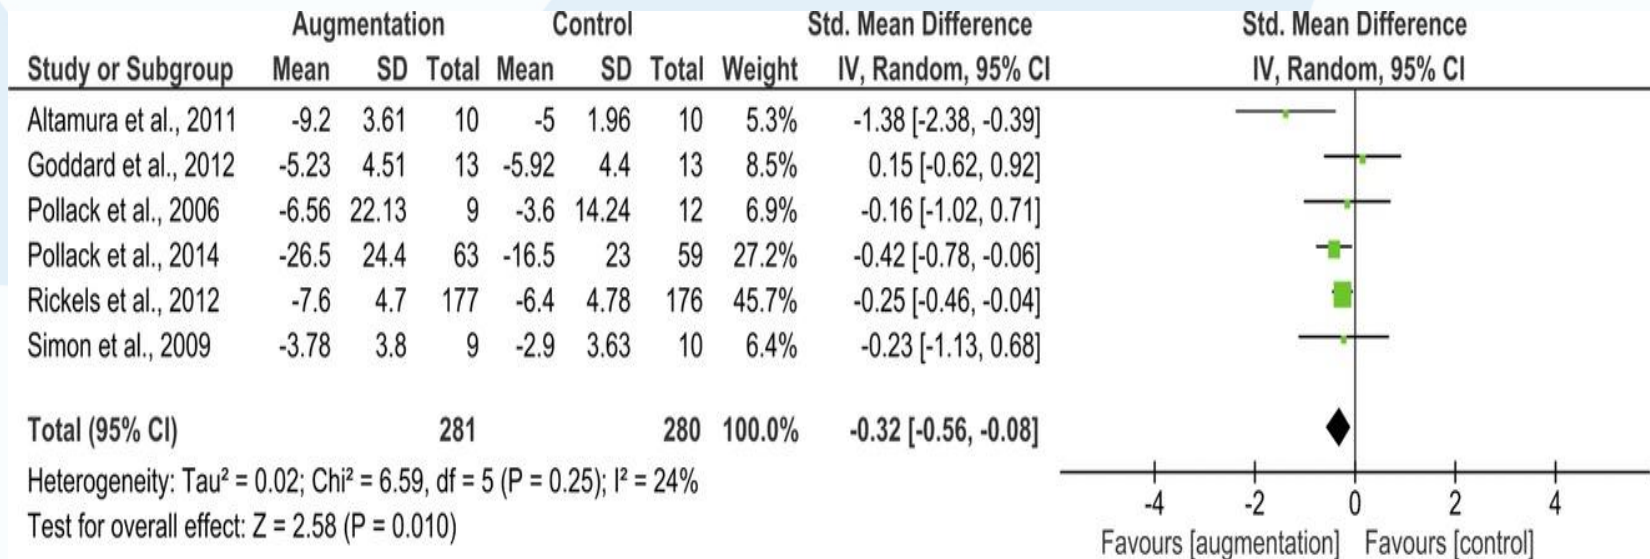 Augmentation Control Std. Mean Difference Std. Mean Difference
Study or Subgroup Mean SD Total Mean SD Total Weight IV, Random, 95% CI IV, Random, 95% CI
Altamura et al., 2011 -9.2 3.61 10 -5 1.96 10 5.3% -1.38 [-2.38, -0.39]
Goddard et al., 2012 -5.23 4.51 13 -5.92 4.4 13 8.5% 0.15 [-0.62, 0.92]
Pollack et al., 2006 -6.56 22.13 9 -3.6 14.24 12 6.9% -0.16 [-1.02, 0.71]
Pollack et al., 2014 -26.5 24.4 63 -16.5 23 59 27.2% -0.42 [-0.78, -0.06]
Rickels et al., 2012 -7.6 4.7 177 -6.4 4.78 176 45.7% -0.25 [-0.46, -0.04]
Simon et al., 2009 -3.78 3.8 9 -2.9 3.63 10 6.4% -0.23 [-1.13, 0.68]
Total (95% CI) 281 280 100.0% -0.32 [-0.56, -0.08]
Heterogeneity: Tau² = 0.02; Chi² = 6.59, df = 5 (P = 0.25); I² = 24%
Test for overall effect: Z = 2.58 (P = 0.010)
-4 -2 0 2 4
Favours [augmentation] Favours [control]